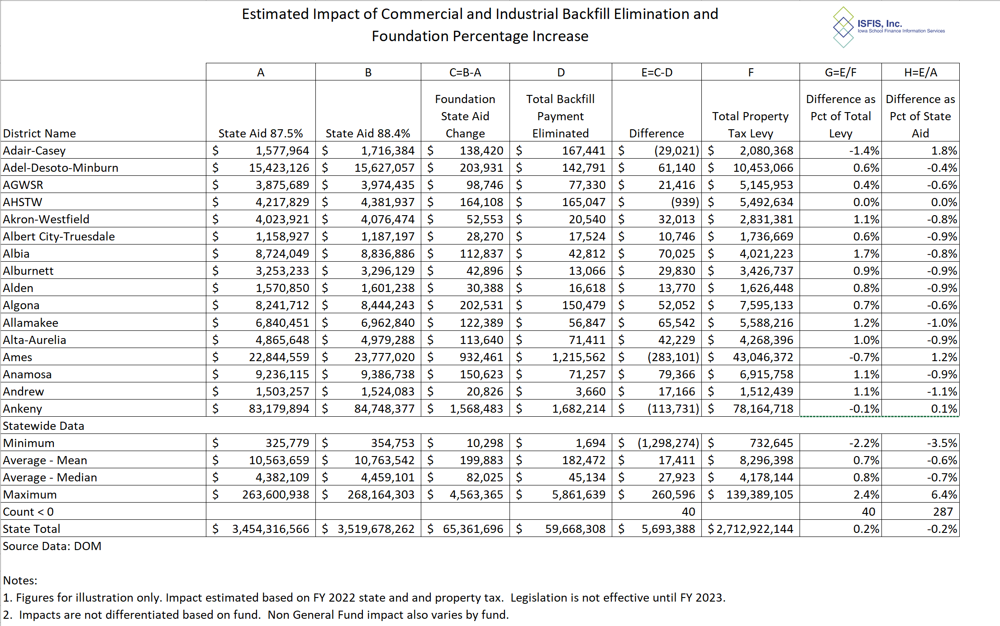 Estimated Impact of Commercial and Industrial Backfill Elimination and
Foundation Percentage Increase
ISFIS, Inc.
Iowa School Finance Information Services
A B C=B-A D E=C-D F G=E/F H=E/A
District Name State Aid 87.5% State Aid 88.4% Foundation State Aid Change Total Backfill Payment Eliminated Difference Total Property Tax Levy Difference as Pct of Total Levy Difference as Pct of State Aid
Adair-Casey $ 1,577,964 $ 1,716,384 $ 138,420 $ 167,441 $ (29,021) $ 2,080,368 -1.4% 1.8%
Adel-Desoto-Minburn $ 15,423,126 $ 15,627,057 $ 203,931 $ 142,791 $ 61,140 $ 10,453,066 0.6% -0.4%
AGWSR $ 3,875,689 $ 3,974,435 $ 98,746 $ 77,330 $ 21,416 $ 5,145,953 0.4% -0.6%
AHSTW $ 4,217,829 $ 4,381,937 $ 164,108 $ 165,047 $ (939) $ 5,492,634 0.0% 0.0%
Akron-Westfield $ 4,023,921 $ 4,076,474 $ 52,553 $ 20,540 $ 32,013 $ 2,831,381 1.1% -0.8%
Albert City-Truesdale $ 1,158,927 $ 1,187,197 $ 28,270 $ 17,524 $ 10,746 $ 1,736,669 0.6% -0.9%
Albia $ 8,724,049 $ 8,836,886 $ 112,837 $ 42,812 $ 70,025 $ 4,021,223 1.7% -0.8%
Alburnett $ 3,253,233 $ 3,296,129 $ 42,896 $ 13,066 $ 29,830 $ 3,426,737 0.9% -0.9%
Alden $ 1,570,850 $ 1,601,238 $ 30,388 $ 16,618 $ 13,770 $ 1,626,448 0.8% -0.9%
Algona $ 8,241,712 $ 8,444,243 $ 202,531 $ 150,479 $ 52,052 $ 7,595,133 0.7% -0.6%
Allamakee $ 6,840,451 $ 6,962,840 $ 122,389 $ 56,847 $ 65,542 $ 5,588,216 1.2% -1.0%
Alta-Aurelia $ 4,865,648 $ 4,979,288 $ 113,640 $ 71,411 $ 42,229 $ 4,268,396 1.0% -0.9%
Ames $ 22,844,559 $ 23,777,020 $ 932,461 $ 1,215,562 $ (283,101) $ 43,046,372 -0.7% 1.2%
Anamosa $ 9,236,115 $ 9,386,738 $ 150,623 $ 71,257 $ 79,366 $ 6,915,758 1.1% -0.9%
Andrew $ 1,503,257 $ 1,524,083 $ 20,826 $ 3,660 $ 17,166 $ 1,512,439 1.1% -1.1%
Ankeny $ 83,179,894 $ 84,748,377 $ 1,568,483 $ 1,682,214 $ (113,731) $ 78,164,718 -0.1% 0.1%
Statewide Data
Minimum $ 325,779 $ 354,753 $ 10,298 $ 1,694 $ (1,298,274) $ 732,645 -2.2% -3.5%
Average - Mean $ 10,563,659 $ 10,763,542 $ 199,883 $ 182,472 $ 17,411 $ 8,296,398 0.7% -0.6%
Average - Median $ 4,382,109 $ 4,459,101 $ 82,025 $ 45,134 $ 27,923 $ 4,178,144 0.8% -0.7%
Maximum $ 263,600,938 $ 268,164,303 $ 4,563,365 $ 5,861,639 $ 260,596 $ 139,389,105 2.4% 6.4%
Count < 0 40 40 287
State Total $ 3,454,316,566 $ 3,519,678,262 $ 65,361,696 $ 59,668,308 $ 5,693,388 $ 2,712,922,144 0.2% -0.2%
Source Data: DOM
Notes:
1. Figures for illustration only. Impact estimated based on FY 2022 state and and property tax.  Legislation is not effective until FY 2023.
2.  Impacts are not differentiated based on fund.  Non General Fund impact also varies by fund.